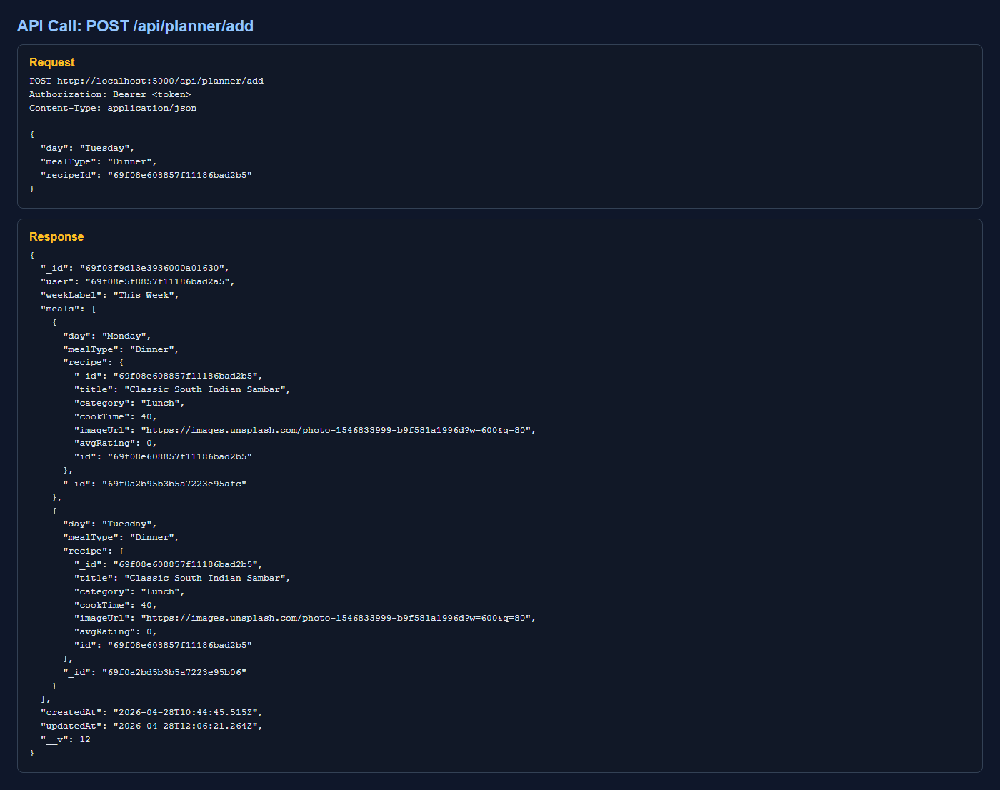 API Call: POST /api/planner/add
Request
POST http://localhost:5000/api/planner/add
Authorization: Bearer <token>
Content-Type: application/json
{
  "day": "Tuesday",
  "mealType": "Dinner",
  "recipeId": "69f08e608857f11186bad2b5"
}
Response
{
  "_id": "69f08f9d13e3936000a01630",
  "user": "69f08e5f8857f11186bad2a5",
  "weekLabel": "This Week",
  "meals": [
    {
      "day": "Monday",
      "mealType": "Dinner",
      "recipe": {
        "_id": "69f08e608857f11186bad2b5",
        "title": "Classic South Indian Sambar",
        "category": "Lunch",
        "cookTime": 40,
        "imageUrl": "https://images.unsplash.com/photo-1546833999-b9f581a1996d?w=600&q=80",
        "avgRating": 0,
        "id": "69f08e608857f11186bad2b5"
      },
      "_id": "69f0a2b95b3b5a7223e95afc"
    },
    {
      "day": "Tuesday",
      "mealType": "Dinner",
      "recipe": {
        "_id": "69f08e608857f11186bad2b5",
        "title": "Classic South Indian Sambar",
        "category": "Lunch",
        "cookTime": 40,
        "imageUrl": "https://images.unsplash.com/photo-1546833999-b9f581a1996d?w=600&q=80",
        "avgRating": 0,
        "id": "69f08e608857f11186bad2b5"
      },
      "_id": "69f0a2bd5b3b5a7223e95b06"
    }
  ],
  "createdAt": "2026-04-28T10:44:45.515Z",
  "updatedAt": "2026-04-28T12:06:21.264Z",
  "__v": 12
}